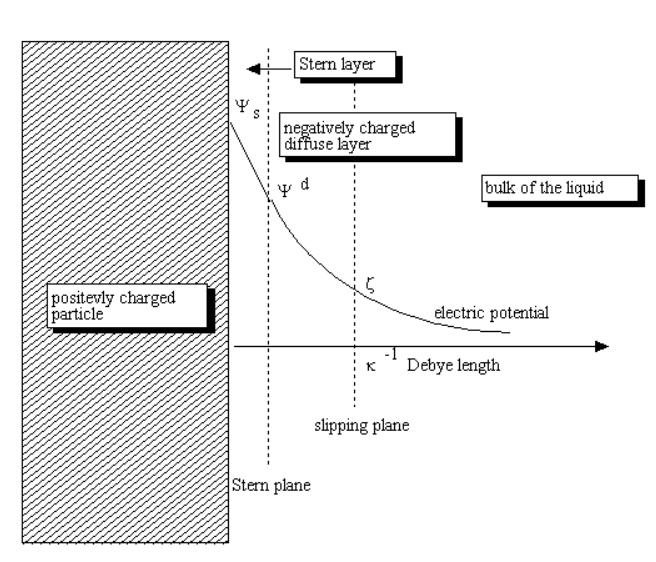 Stern layer
Ψ s
negatively charged
diffuse layer
Ψ d
bulk of the liquid
positevly charged
particle
ζ
electric potential
κ -1 Debye length
slipping plane
Stern plane